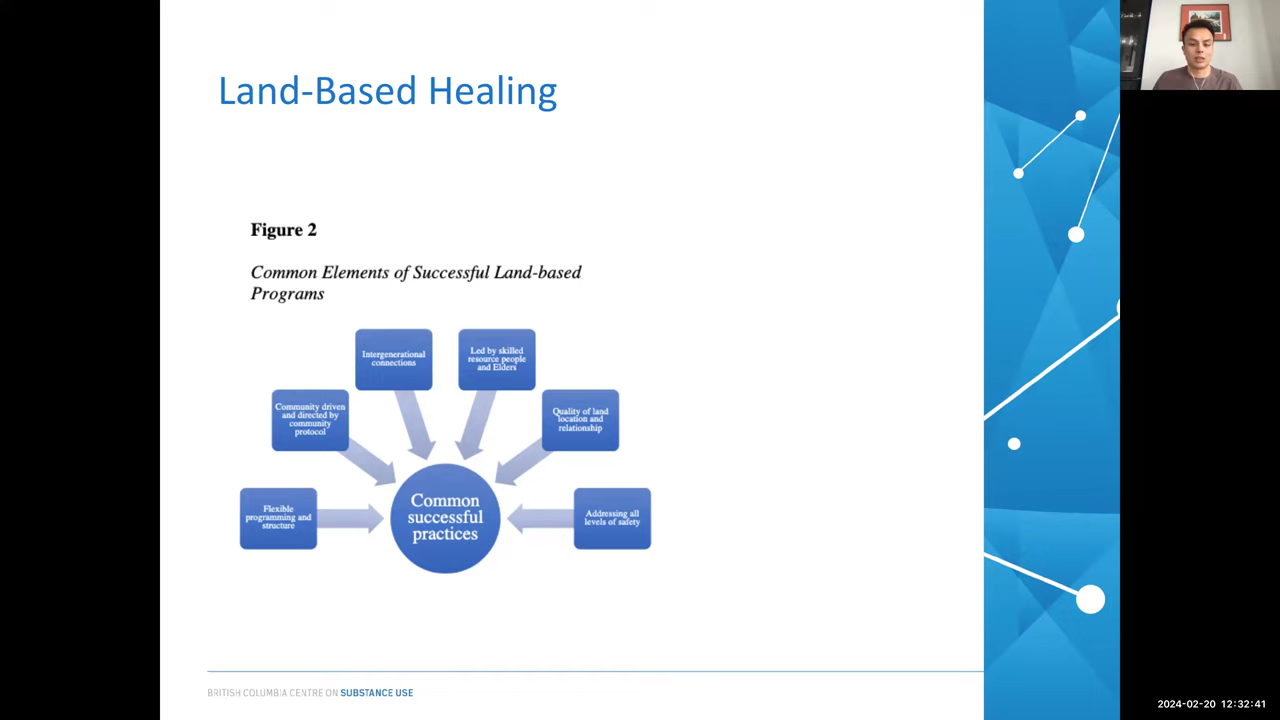 Land-Based Healing
Figure 2
Common Elements of Successful Land-based
Programs
Intergenerational
connections
Led by skilled
resource people
and Elders
Community driven
and directed by
community
protocol
Quality of land
location and
relationship
Flexible
programming and
structure
Common
successful
practices
Addressing all
levels of safety
BRITISH COLUMBIA CENTRE ON SUBSTANCE USE
2024-02-20 12:32:41